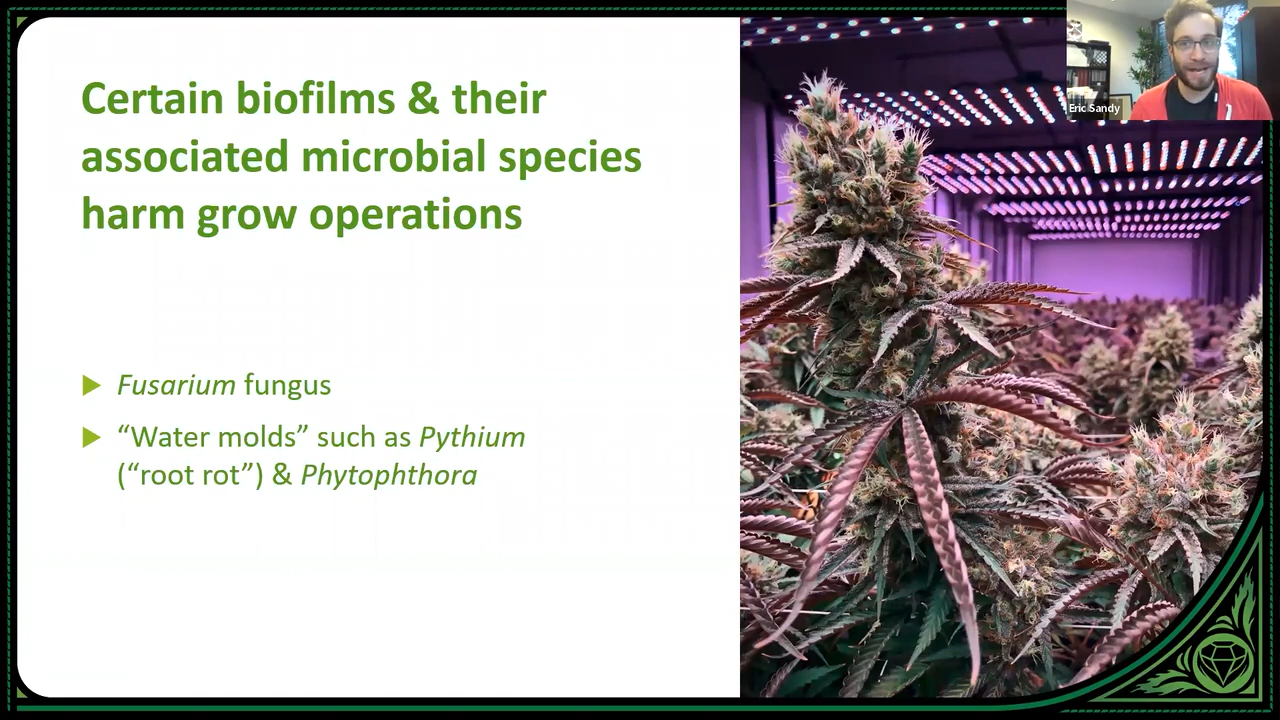 Certain biofilms & their
associated microbial species
harm grow operations
Fusarium fungus
“Water molds” such as Pythium
(“root rot”) & Phytophthora
Eric Sandy